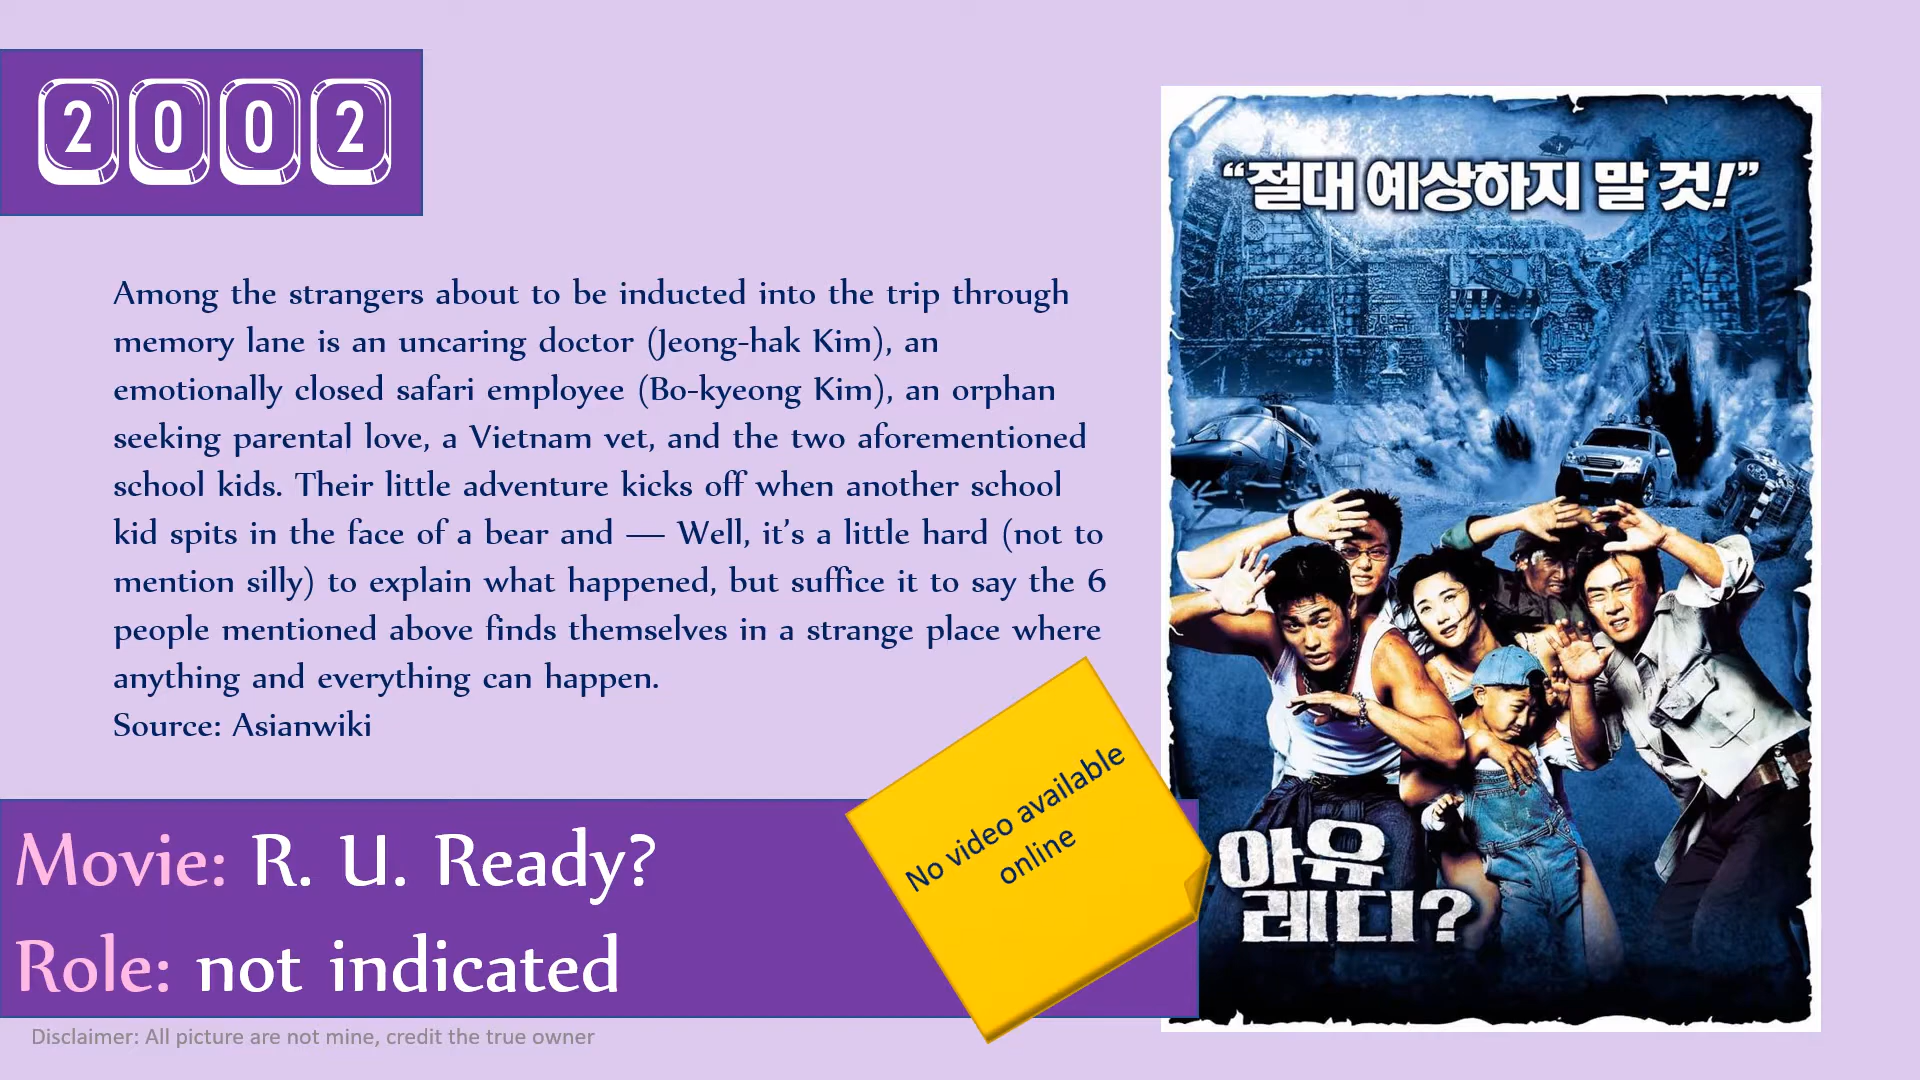 2002
Among the strangers about to be inducted into the trip through
memory lane is an uncaring doctor (Jeong-hak Kim), an
emotionally closed safari employee (Bo-kyeong Kim), an orphan
seeking parental love, a Vietnam vet, and the two aforementioned
school kids. Their little adventure kicks off when another school
kid spits in the face of a bear and — Well, it's a little hard (not to
mention silly) to explain what happened, but suffice it to say the 6
people mentioned above finds themselves in a strange place where
anything and everything can happen.
Source: Asianwiki
No video available
online
Movie: R. U. Ready?
Role: not indicated
Disclaimer: All picture are not mine, credit the true owner
“절대 예상하지 말 것!”
아유
레디?